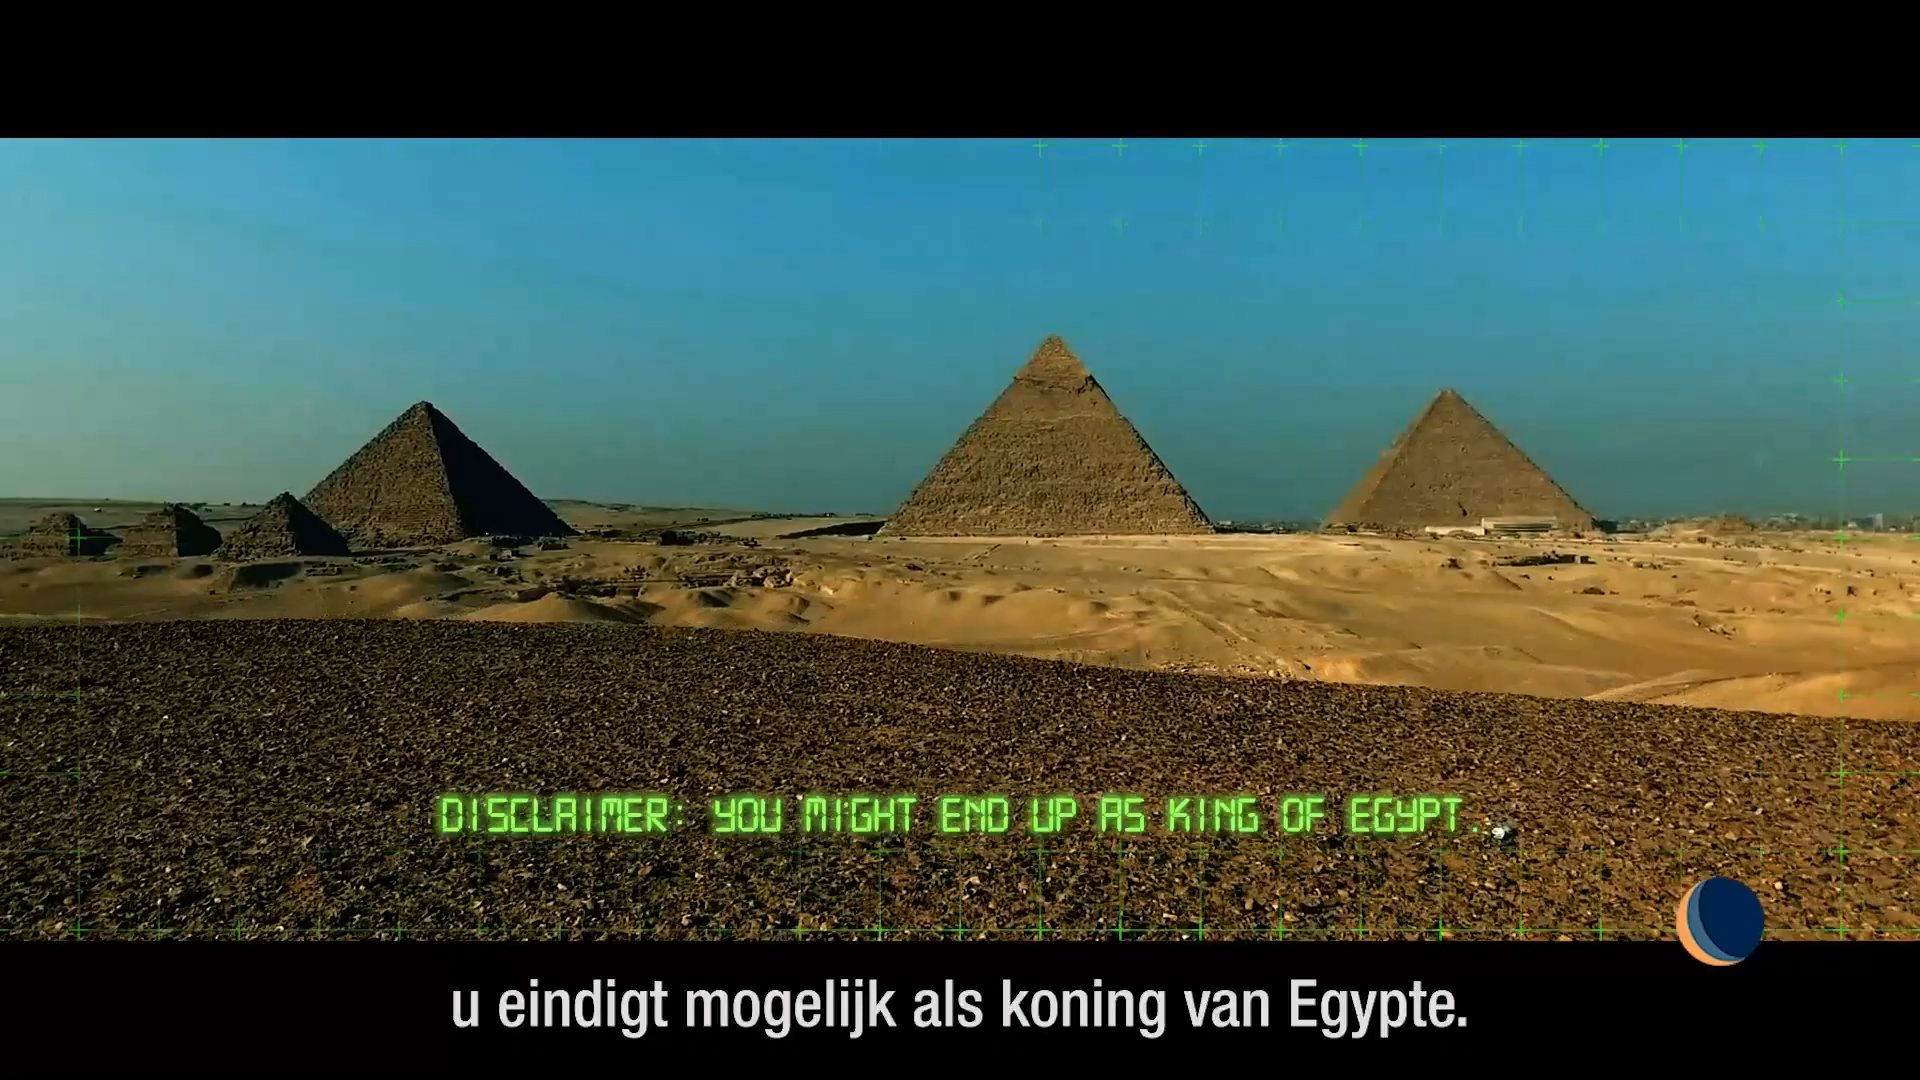 DISCLAIMER: YOU MIGHT END UP AS KING OF EGYPT.
u eindigt mogelijk als koning van Egypte.